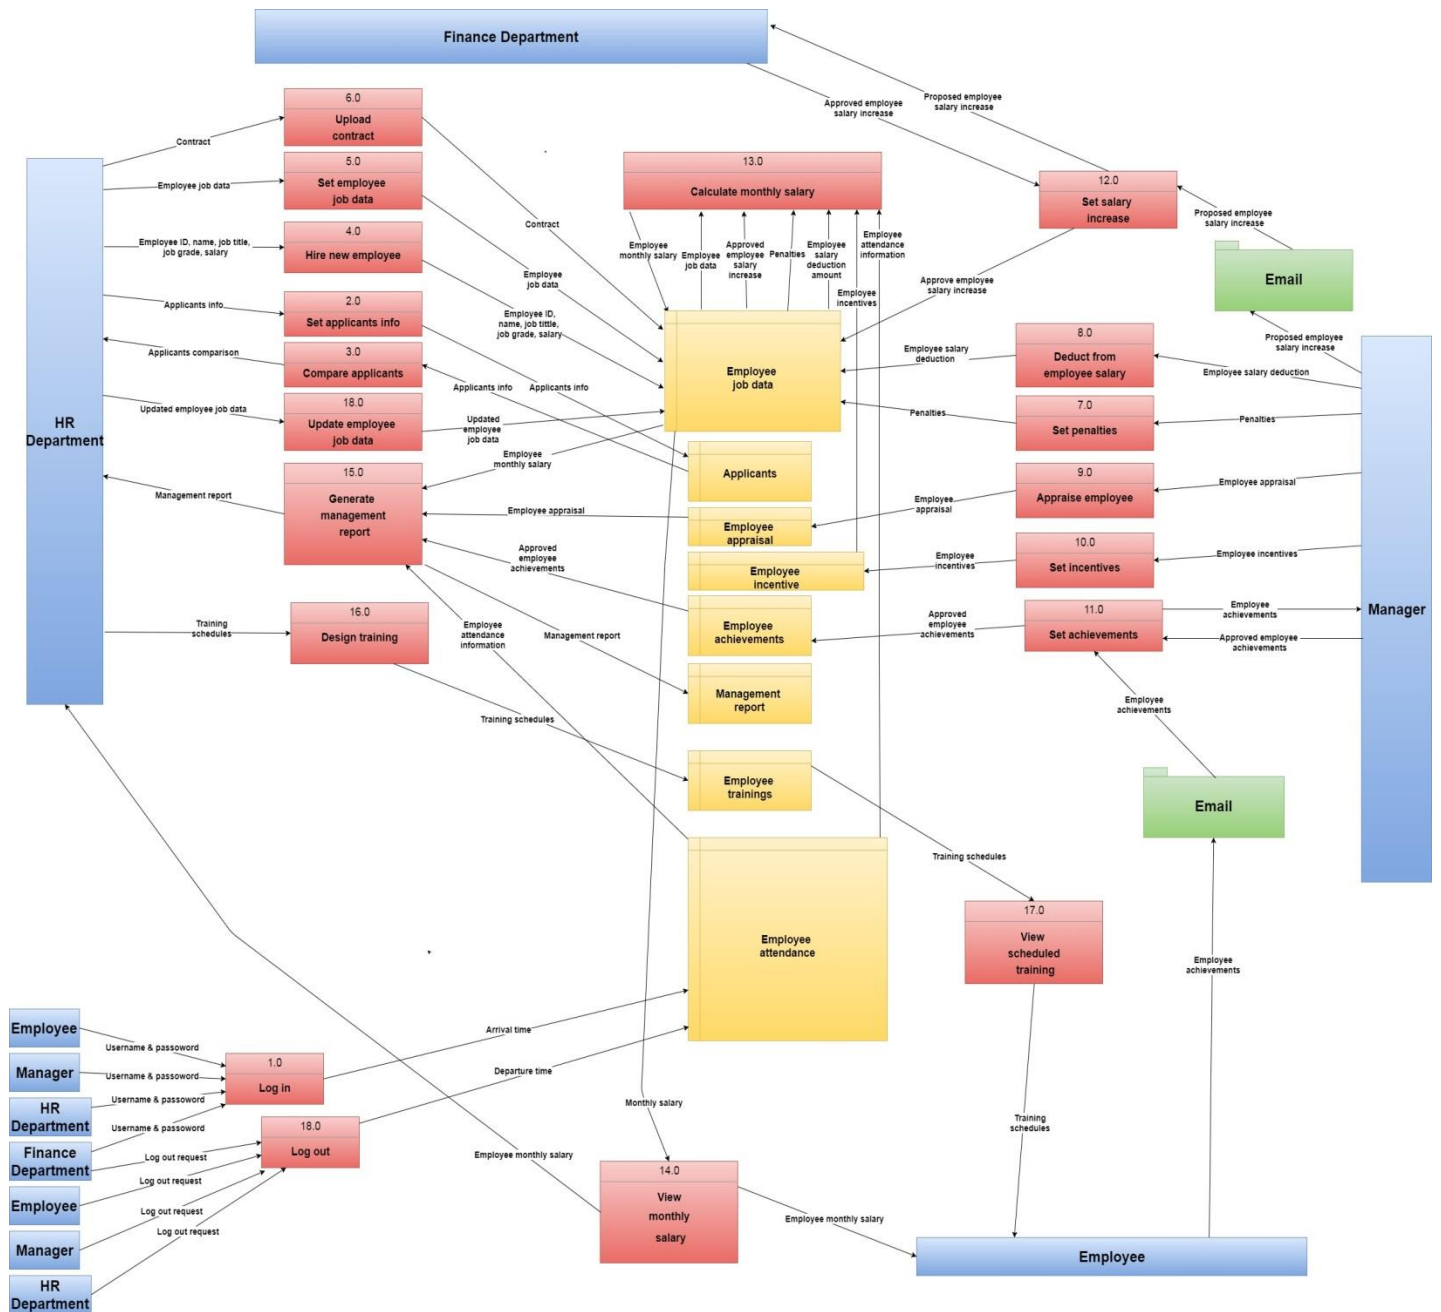 Finance Department
6.0
Upload
contract
Contract
Approved employee
salary increase
Proposed employee
salary increase
5.0
Set employee
job data
Employee job data
13.0
Calculate monthly salary
12.0
Set salary
increase
Proposed employee
salary increase
4.0
Hire new employee
Employee ID, name, job title,
job grade, salary
Contract
Employee
monthly salary
Employee
job data
Approved
employee
salary
increase
Penalties
Employee
salary
deduction
amount
Employee
attendance
information
Employee
incentives
Email
Employee
job data
Approve employee
salary increase
2.0
Set applicants info
Applicants info
Employee ID,
name, job tittle,
job grade, salary
Employee
job data
8.0
Deduct from
employee salary
Employee salary
deduction
Proposed employee
salary increase
Employee salary deduction
3.0
Compare applicants
Applicants comparison
Applicants info
Applicants info
HR
Department
18.0
Update employee
job data
Updated employee job data
Updated
employee
job data
7.0
Set penalties
Penalties
Penalties
Employee
monthly salary
15.0
Generate
management
report
Management report
Applicants
9.0
Appraise employee
Employee
appraisal
Employee appraisal
Employee appraisal
Employee
appraisal
Approved
employee
achievements
Employee
incentive
10.0
Set incentives
Employee
incentives
Employee incentives
16.0
Design training
Training
schedules
Employee
attendance
information
Management report
Employee
achievements
Approved
employee
achievements
11.0
Set achievements
Employee
achievements
Approved employee
achievements
Manager
Management
report
Training schedules
Employee
achievements
Employee
trainings
Email
Training schedules
Employee
attendance
17.0
View
scheduled
training
Employee
achievements
Employee
Manager
HR
Department
Finance
Department
Employee
Manager
HR
Department
Username & passoword
Username & passoword
Username & passoword
Username & passoword
1.0
Log in
Arrival time
Log out request
Log out request
Log out request
Log out request
18.0
Log out
Departure time
Monthly salary
Training
schedules
Employee monthly salary
14.0
View
monthly
salary
Employee monthly salary
Employee